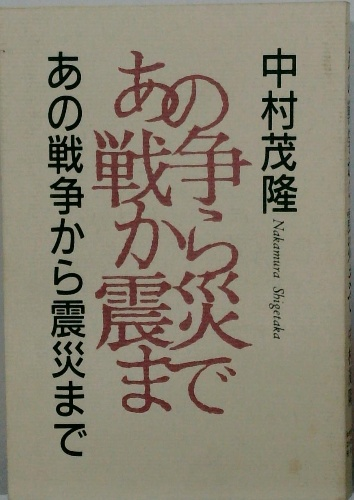 中村茂隆
Nakamura Shigetaka
あの
戦争
から
震災
まで
あの戦争から震災まで